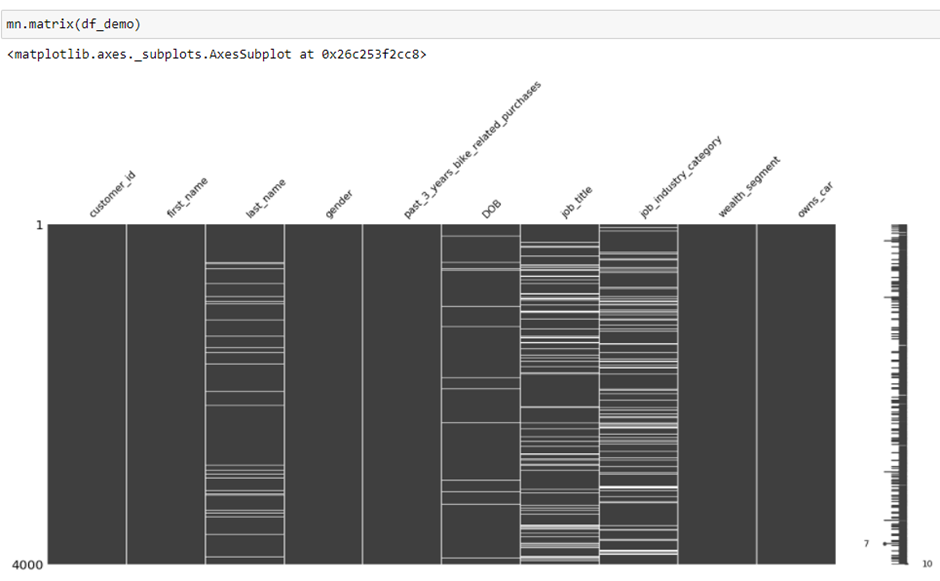 mn.matrix(df_demo)
<matplotlib.axes._subplots.AxesSubplot at 0x26c253f2cc8>
customer_id
first_name
last_name
gender
past_3_years_bike_related_purchases
DOB
job_title
job_industry_category
wealth_segment
owns_car
1
7
4000
10